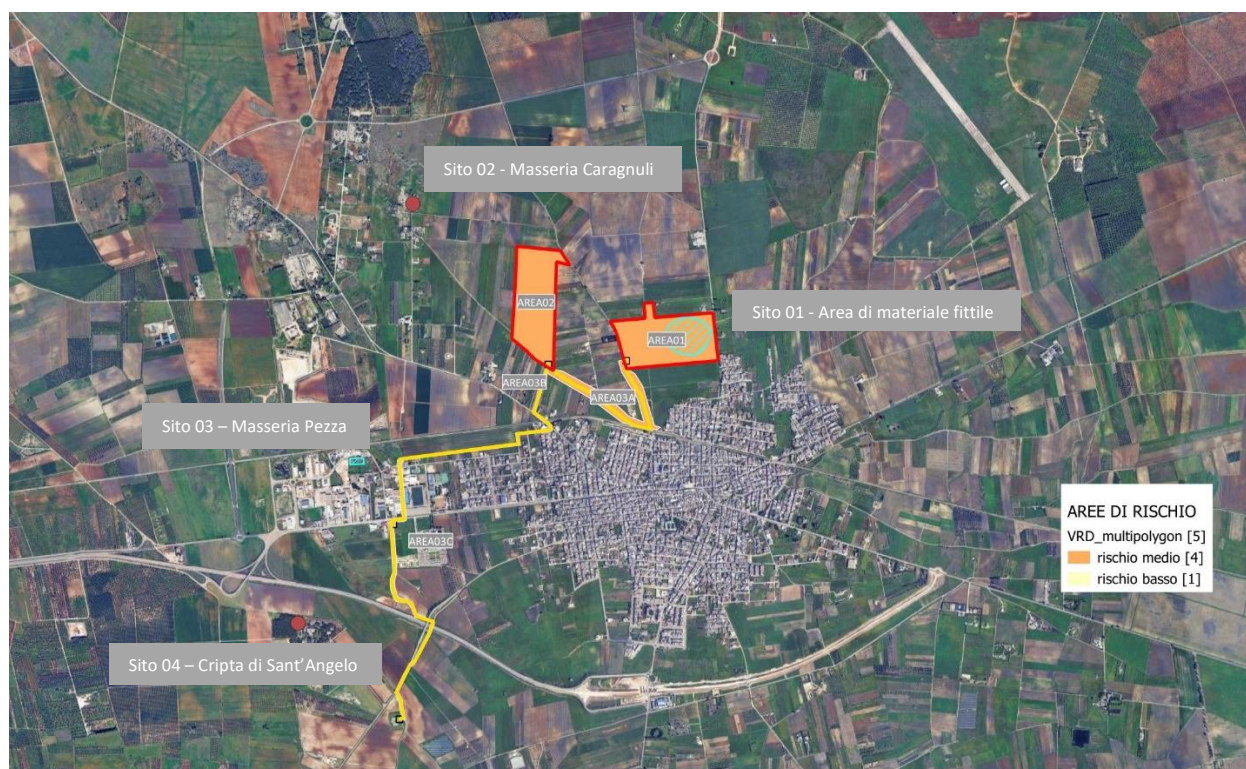 Sito 02 - Masseria Caragnuli
AREA02
Sito 01 - Area di materiale fittile
AREA01
AREA03B
AREA03A
Sito 03 – Masseria Pezza
AREA03C
AREE DI RISCHIO
VRD_multipolygon [5]
rischio medio [4]
rischio basso [1]
Sito 04 – Cripta di Sant’Angelo